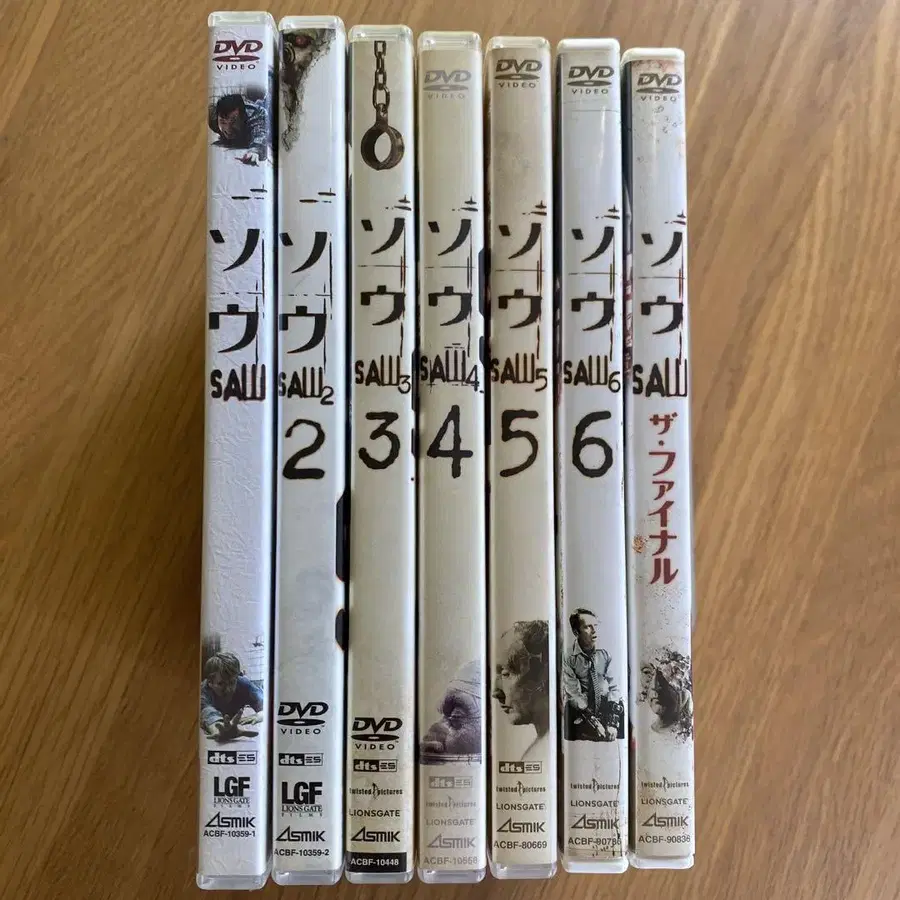 DVD
VIDEO
ソウ
SAW
dts ES
LGF
LIONS GATE
FILMS
ASMIK
ACBF-10359-1
ソウ
SAW2
2
DVD
VIDEO
dts ES
LGF
LIONS GATE
FILMS
ASMIK
ACBF-10359-2
ソウ
SAW3
3
DVD
VIDEO
dts ES
twisted pictures
LIONSGATE
ASMIK
ACBF-10448
DVD
VIDEO
ソウ
SAW4
4
dts ES
twisted pictures
LIONSGATE
ASMIK
DVD
VIDEO
ソウ
SAW5
5
dts ES
twisted pictures
LIONSGATE
ASMIK
ACBF-80669
DVD
VIDEO
ソウ
SAW6
6
twisted pictures
LIONSGATE
ASMIK
DVD
VIDEO
ソウ
SAW
ザ・ファイナル
twisted pictures
LIONSGATE
ASMIK